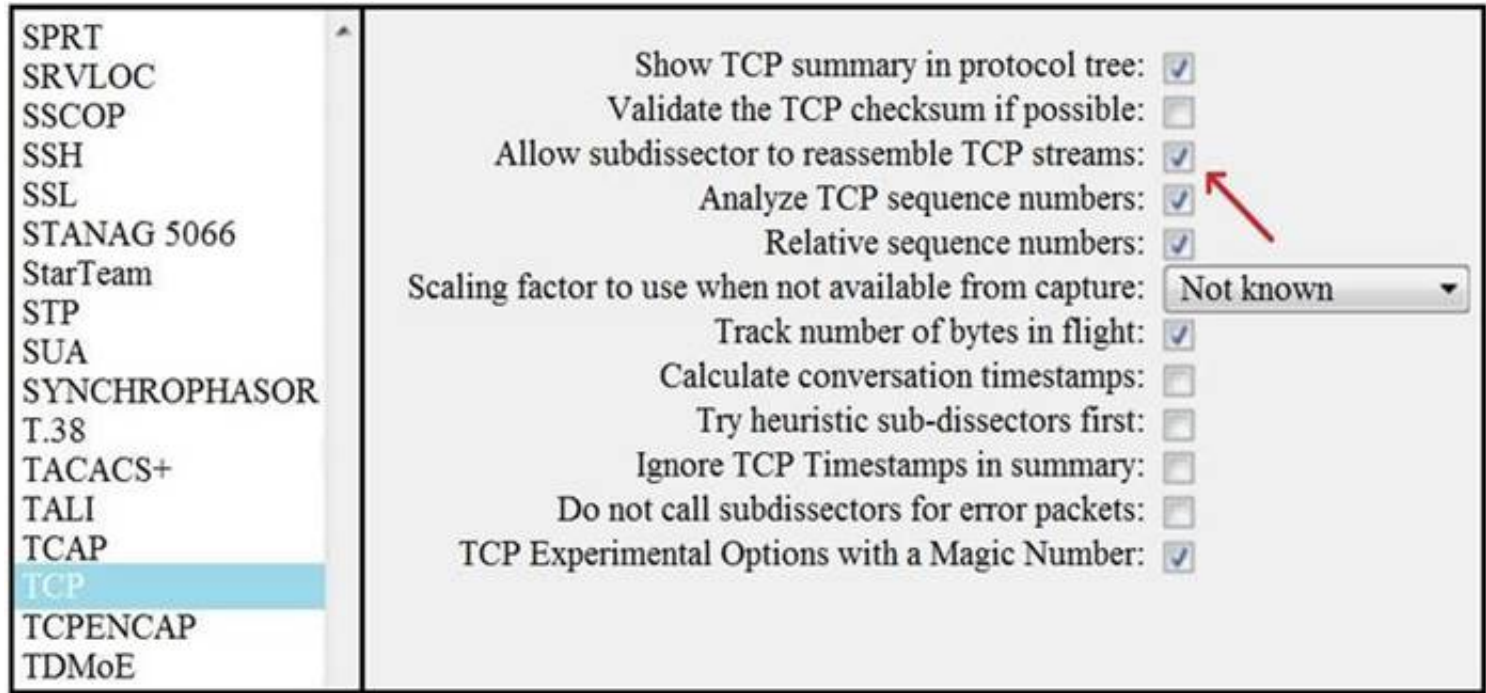 SPRT
SRVLOC
SSCOP
SSH
SSL
STANAG 5066
StarTeam
STP
SUA
SYNCHROPHASOR
T.38
TACACS+
TALI
TCAP
TCP
TCPENCAP
TDMoE
Show TCP summary in protocol tree:
Validate the TCP checksum if possible:
Allow subdissector to reassemble TCP streams:
Analyze TCP sequence numbers:
Relative sequence numbers:
Scaling factor to use when not available from capture: Not known
Track number of bytes in flight:
Calculate conversation timestamps:
Try heuristic sub-dissectors first:
Ignore TCP Timestamps in summary:
Do not call subdissectors for error packets:
TCP Experimental Options with a Magic Number: